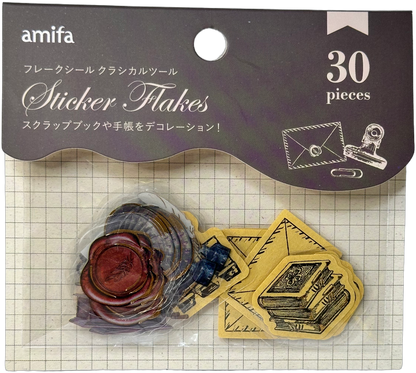 amifa
フレークシール クラシカルツール
Sticker Flakes
スクラップブックや手帳をデコレーション！
30
pieces